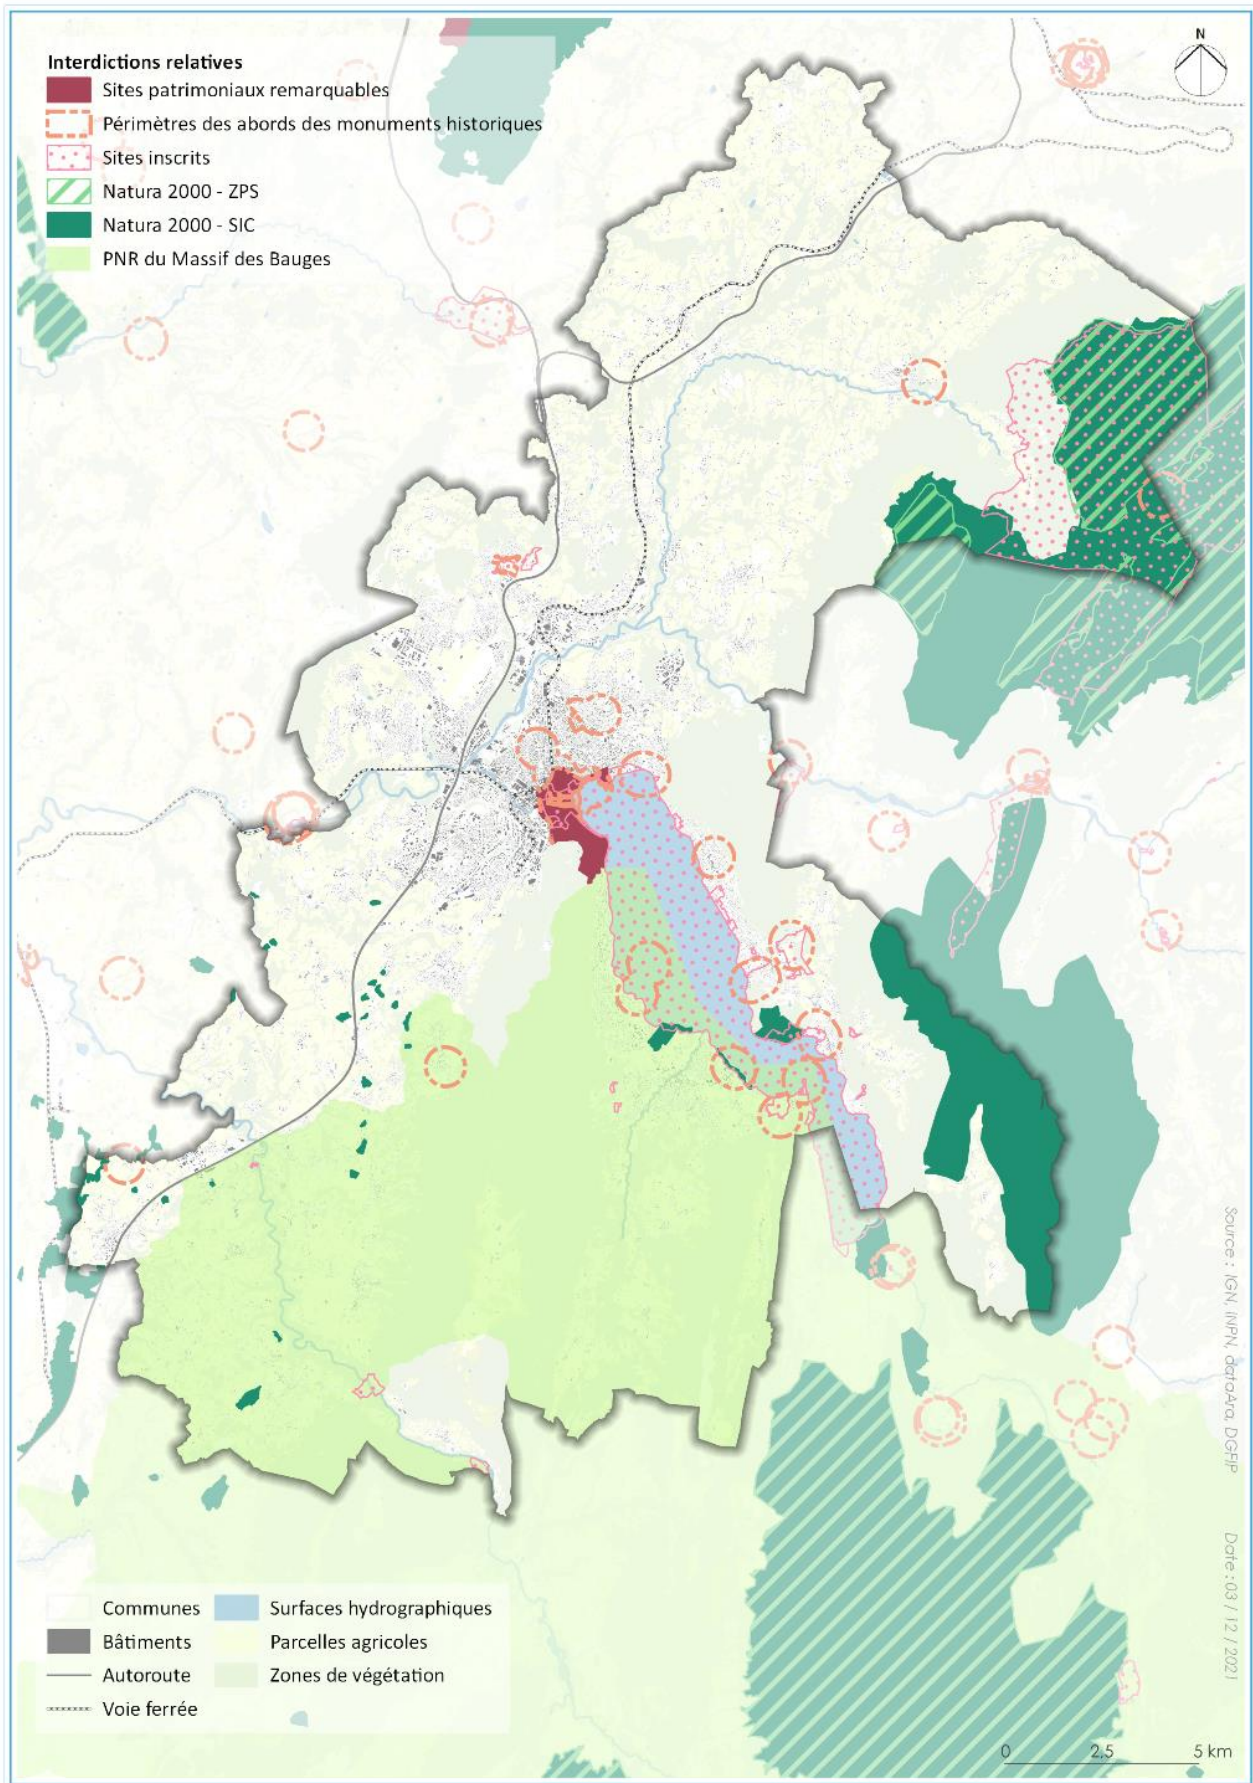 N
Interdictions relatives
Sites patrimoniaux remarquables
Périmètres des abords des monuments historiques
Sites inscrits
Natura 2000 - ZPS
Natura 2000 - SIC
PNR du Massif des Bauges
Source : IGN, INPN, dataAra, DGFIP
Date : 03 / 12 / 2021
Communes
Bâtiments
Autoroute
Voie ferrée
Surfaces hydrographiques
Parcelles agricoles
Zones de végétation
0 2,5 5 km